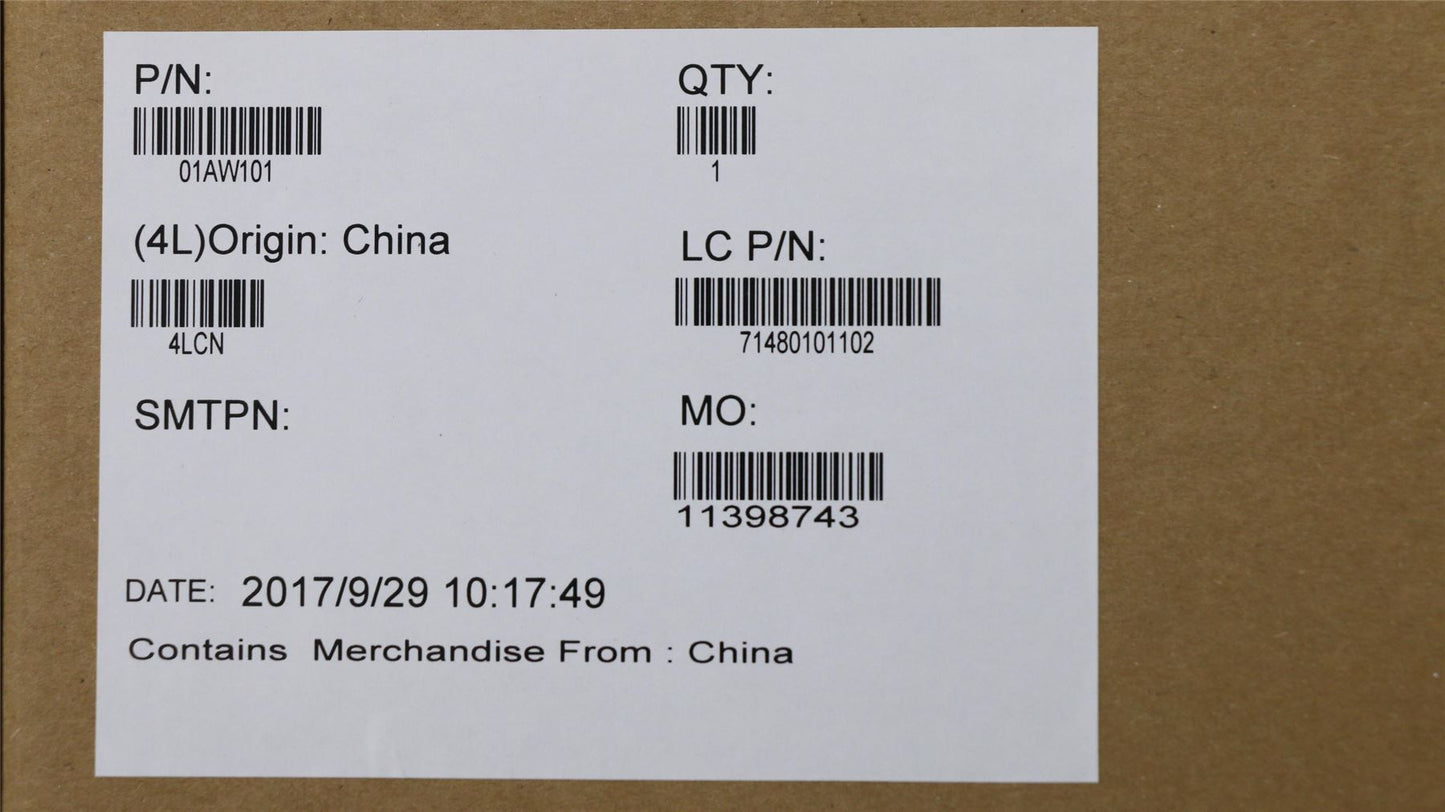 P/N:
01AW101
QTY:
1
(4L)Origin: China
4LCN
LC P/N:
71480101102
SMTPN:
MO:
11398743
DATE: 2017/9/29 10:17:49
Contains Merchandise From : China